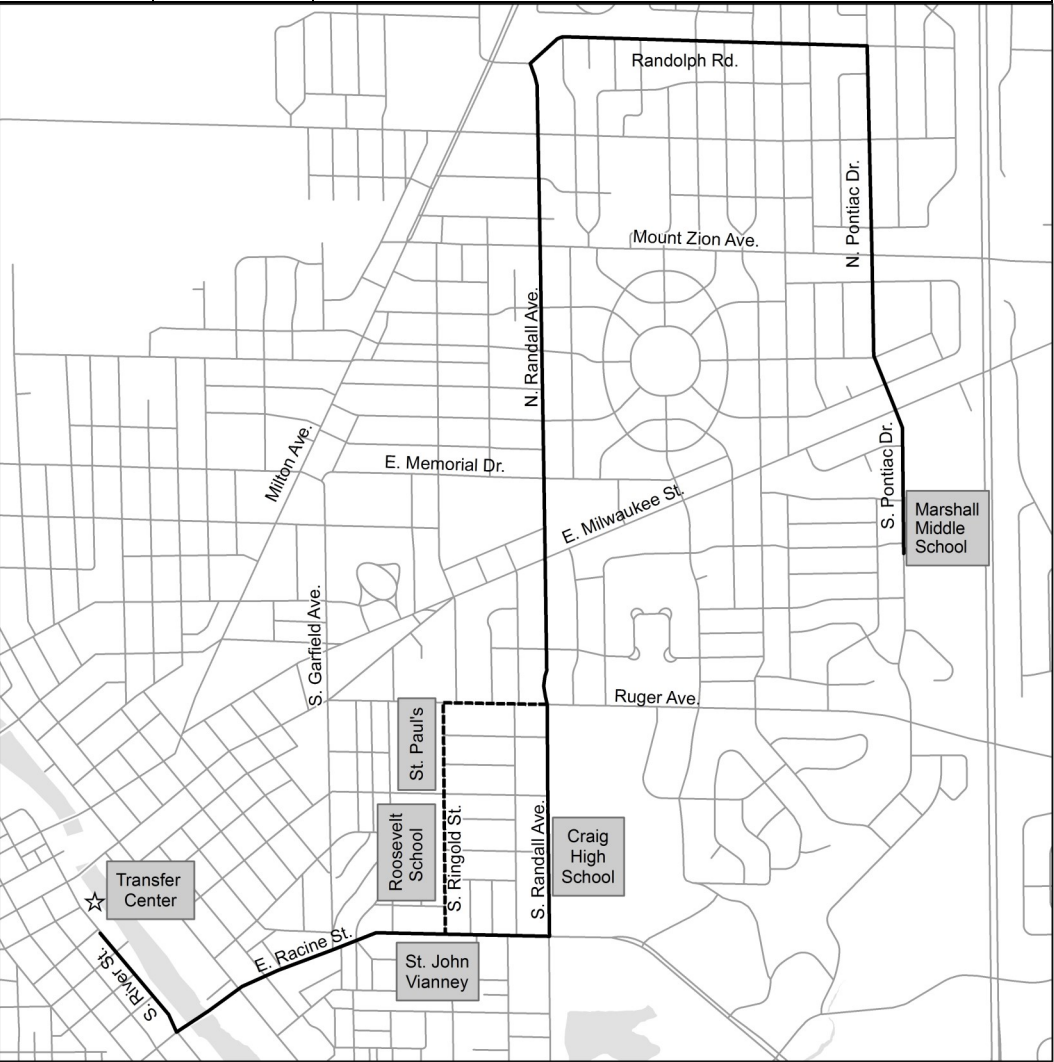 Randolph Rd.
N. Pontiac Dr.
Mount Zion Ave.
N. Randall Ave.
Milton Ave.
E. Memorial Dr.
S. Pontiac Dr.
E. Milwaukee St.
Marshall
Middle
School
S. Garfield Ave.
Ruger Ave.
St. Paul's
Roosevelt
School
S. Ringold St.
S. Randall Ave.
Craig
High
School
Transfer
Center
E. Racine St.
St. John
Vianney
S. River St.